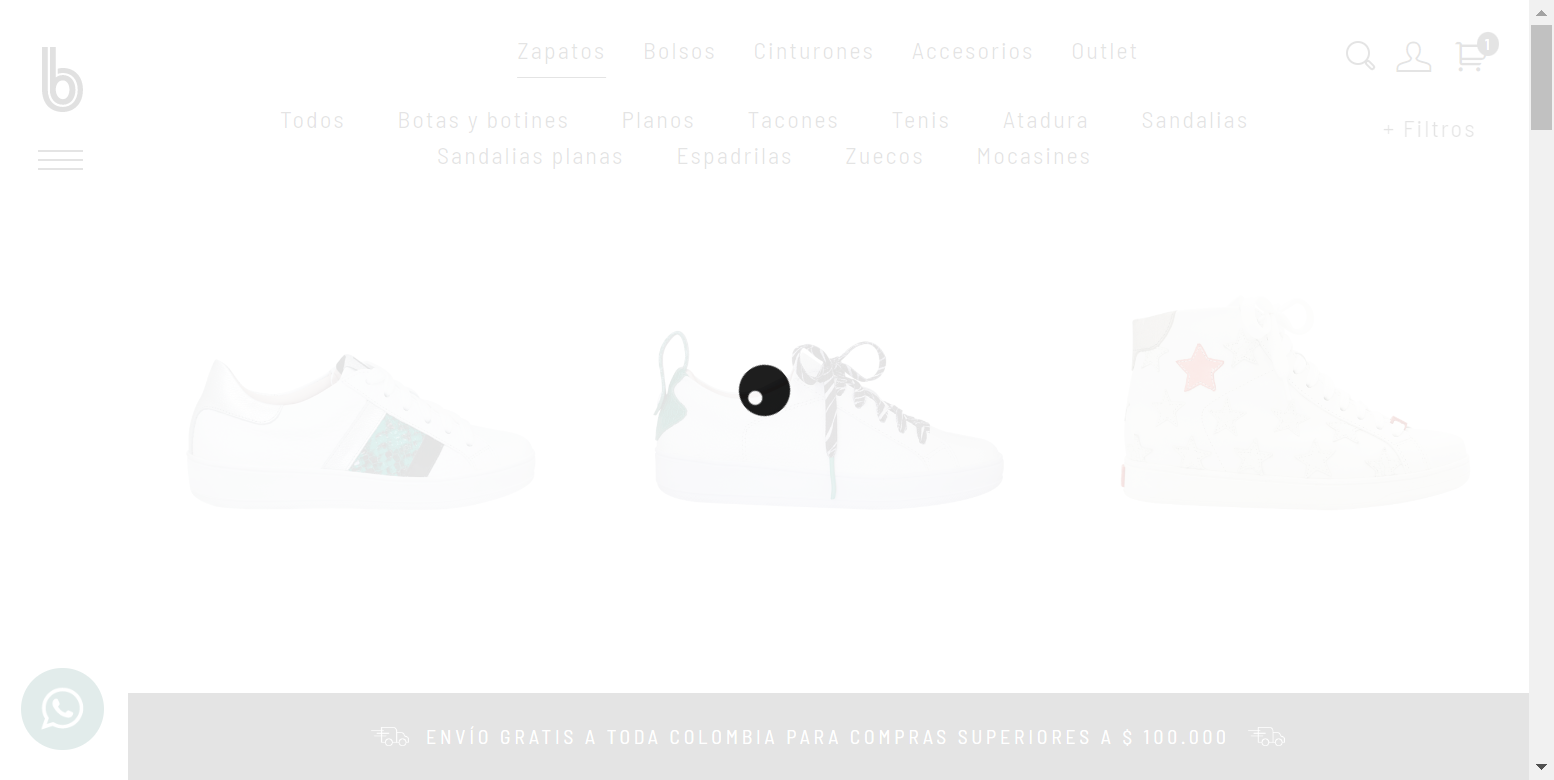 b
Zapatos Bolsos Cinturones Accesorios Outlet
1
Todos Botas y botines Planos Tacones Tenis Atadura Sandalias
+ Filtros
Sandalias planas Espadrilas Zuecos Mocasines
ENVÍO GRATIS A TODA COLOMBIA PARA COMPRAS SUPERIORES A $ 100.000